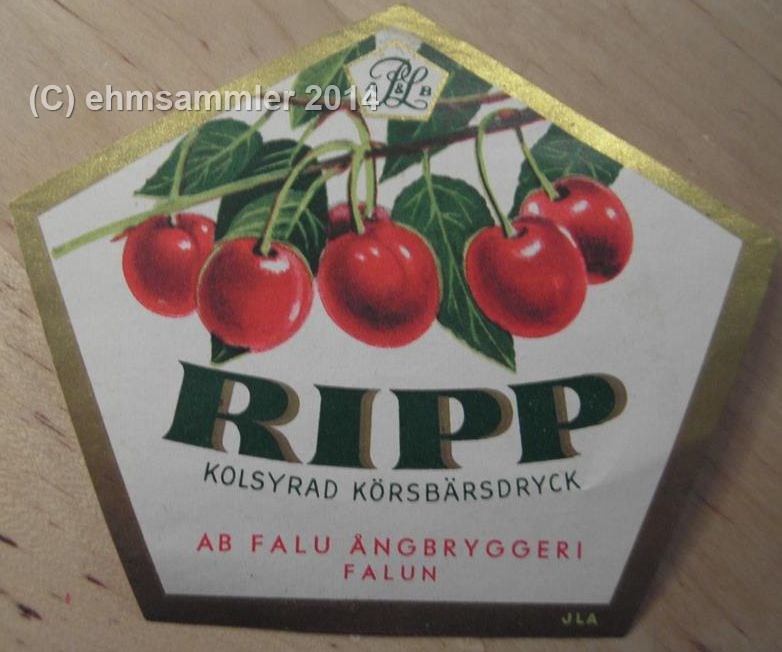 (C) ehmsammler 2014
P&L B
RIPP
KOLSYRAD KÖRSBÄRSDRYCK
AB FALU ÅNGBRYGGERI
FALUN
JLA